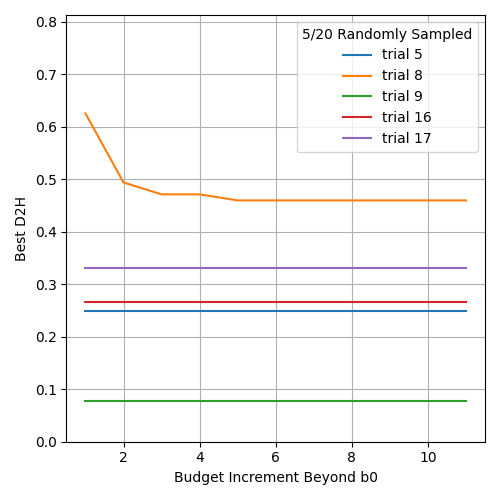 5/20 Randomly Sampled
trial 5
trial 8
trial 9
trial 16
trial 17
Best D2H
0.8
0.7
0.6
0.5
0.4
0.3
0.2
0.1
0.0
2 4 6 8 10
Budget Increment Beyond b0